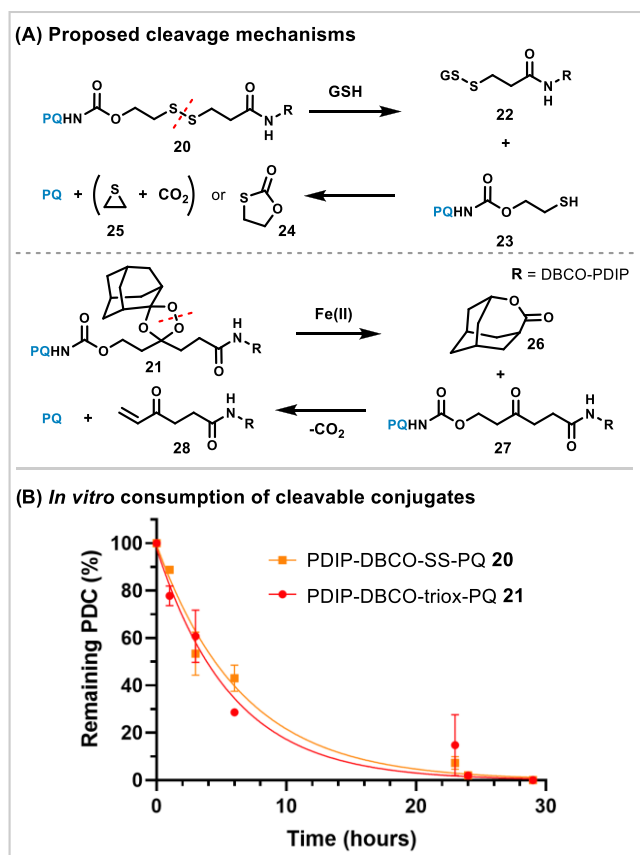 (A) Proposed cleavage mechanisms
PQHN O O S S O N H R
20
GSH
GS S O N H R
22
+
PQ + ( S + CO2 ) or S O O
25
24
PQHN O O SH
23
R = DBCO-PDIP
PQHN O O O O O O N H R
21
Fe(II)
O O
26
+
PQ + O O N H R
28
-CO2
PQHN O O O O N H R
27
(B) In vitro consumption of cleavable conjugates
Remaining PDC (%)
100
80
60
40
20
0
PDIP-DBCO-SS-PQ 20
PDIP-DBCO-triox-PQ 21
0 10 20 30
Time (hours)